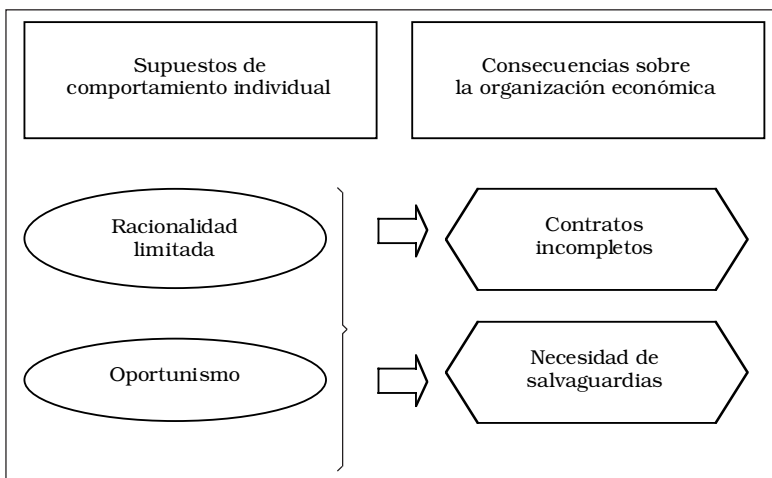 Supuestos de
comportamiento individual
Consecuencias sobre
la organización económica
Racionalidad
limitada
Contratos
incompletos
Oportunismo
Necesidad de
salvaguardias